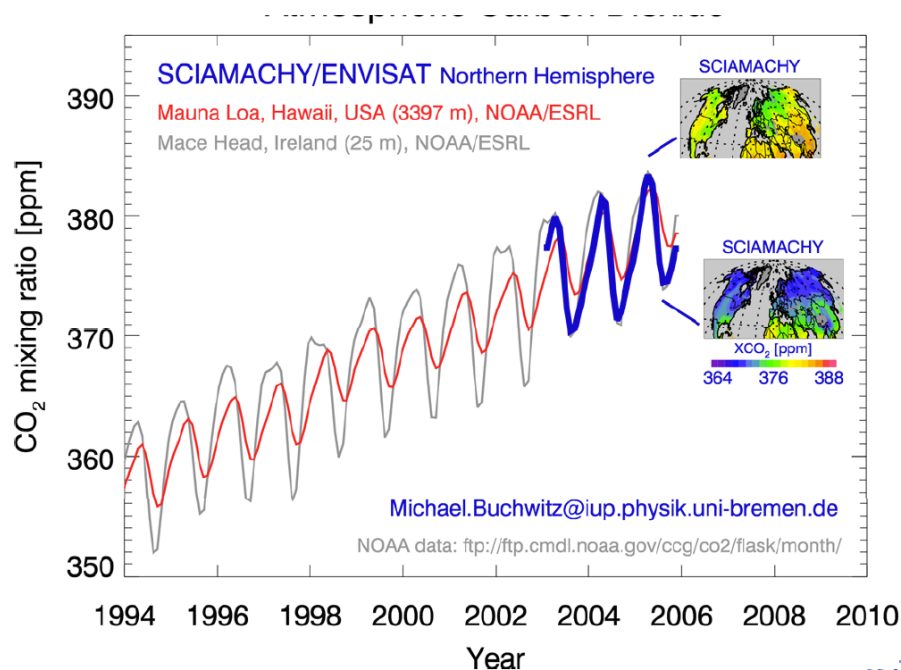 SCIAMACHY/ENVISAT Northern Hemisphere
Mauna Loa, Hawaii, USA (3397 m), NOAA/ESRL
Mace Head, Ireland (25 m), NOAA/ESRL
SCIAMACHY
SCIAMACHY
XCO₂ [ppm]
364 376 388
CO₂ mixing ratio [ppm]
390
380
370
360
350
Michael.Buchwitz@iup.physik.uni-bremen.de
NOAA data: ftp://ftp.cmdl.noaa.gov/ccg/co2/flask/month/
1994 1996 1998 2000 2002 2004 2006 2008 2010
Year